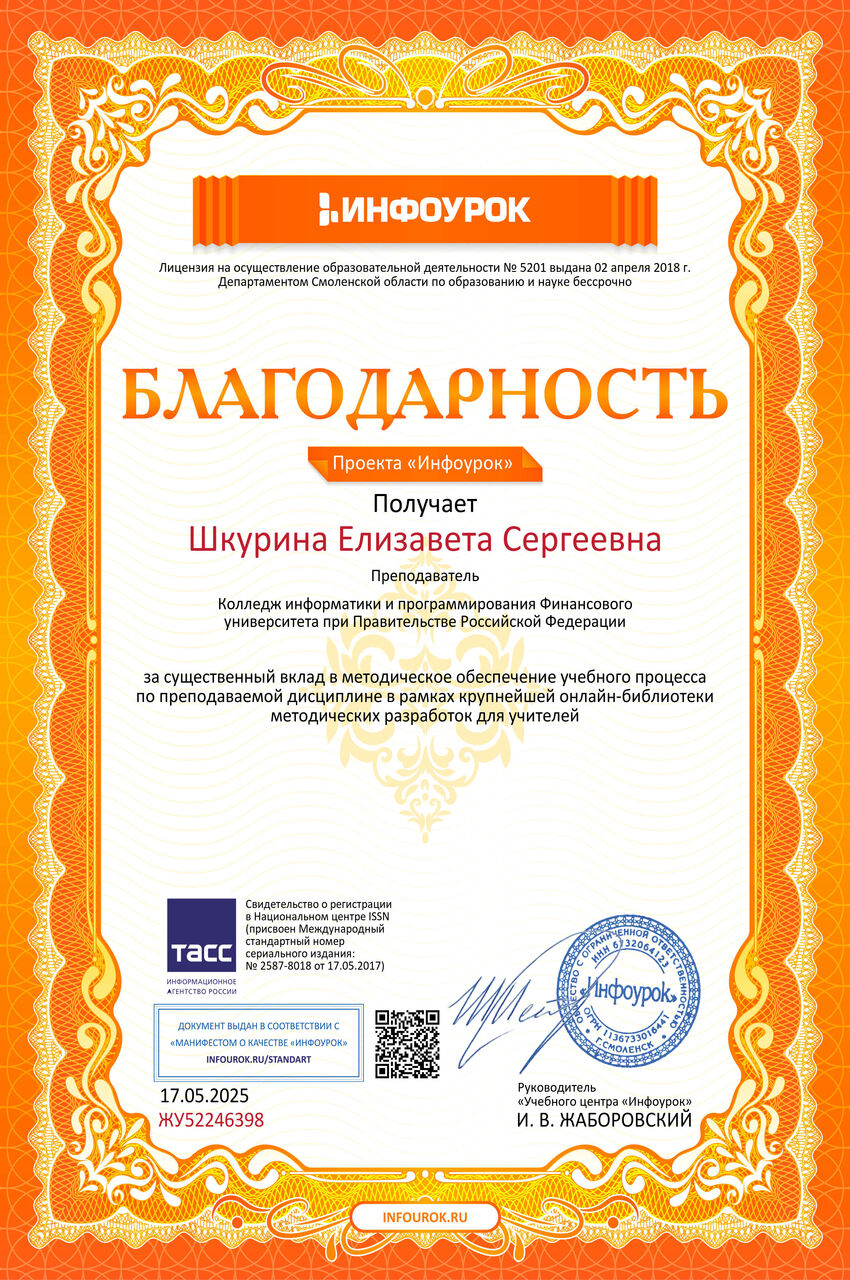 ИНФОУРОК
Лицензия на осуществление образовательной деятельности № 5201 выдана 02 апреля 2018 г.
Департаментом Смоленской области по образованию и науке бессрочно
БЛАГОДАРНОСТЬ
Проекта «Инфоурок»
Получает
Шкурина Елизавета Сергеевна
Преподаватель
Колледж информатики и программирования Финансового
университета при Правительстве Российской Федерации
за существенный вклад в методическое обеспечение учебного процесса
по преподаваемой дисциплине в рамках крупнейшей онлайн-библиотеки
методических разработок для учителей
ТАСС
ИНФОРМАЦИОННОЕ
АГЕНТСТВО РОССИИ
Свидетельство о регистрации
в Национальном центре ISSN
(присвоен Международный
стандартный номер
сериального издания:
№ 2587-8018 от 17.05.2017)
ДОКУМЕНТ ВЫДАН В СООТВЕТСТВИИ С
«МАНИФЕСТОМ О КАЧЕСТВЕ «ИНФОУРОК»
INFOUROK.RU/STANDART
17.05.2025
ЖУ52246398
ОБЩЕСТВО С ОГРАНИЧЕННОЙ ОТВЕТСТВЕННОСТЬЮ
ИНН 6732064123
«Инфоурок»
ОГРН 1136733016441
Г.СМОЛЕНСК
Руководитель
«Учебного центра «Инфоурок»
И. В. ЖАБОРОВСКИЙ
INFOUROK.RU